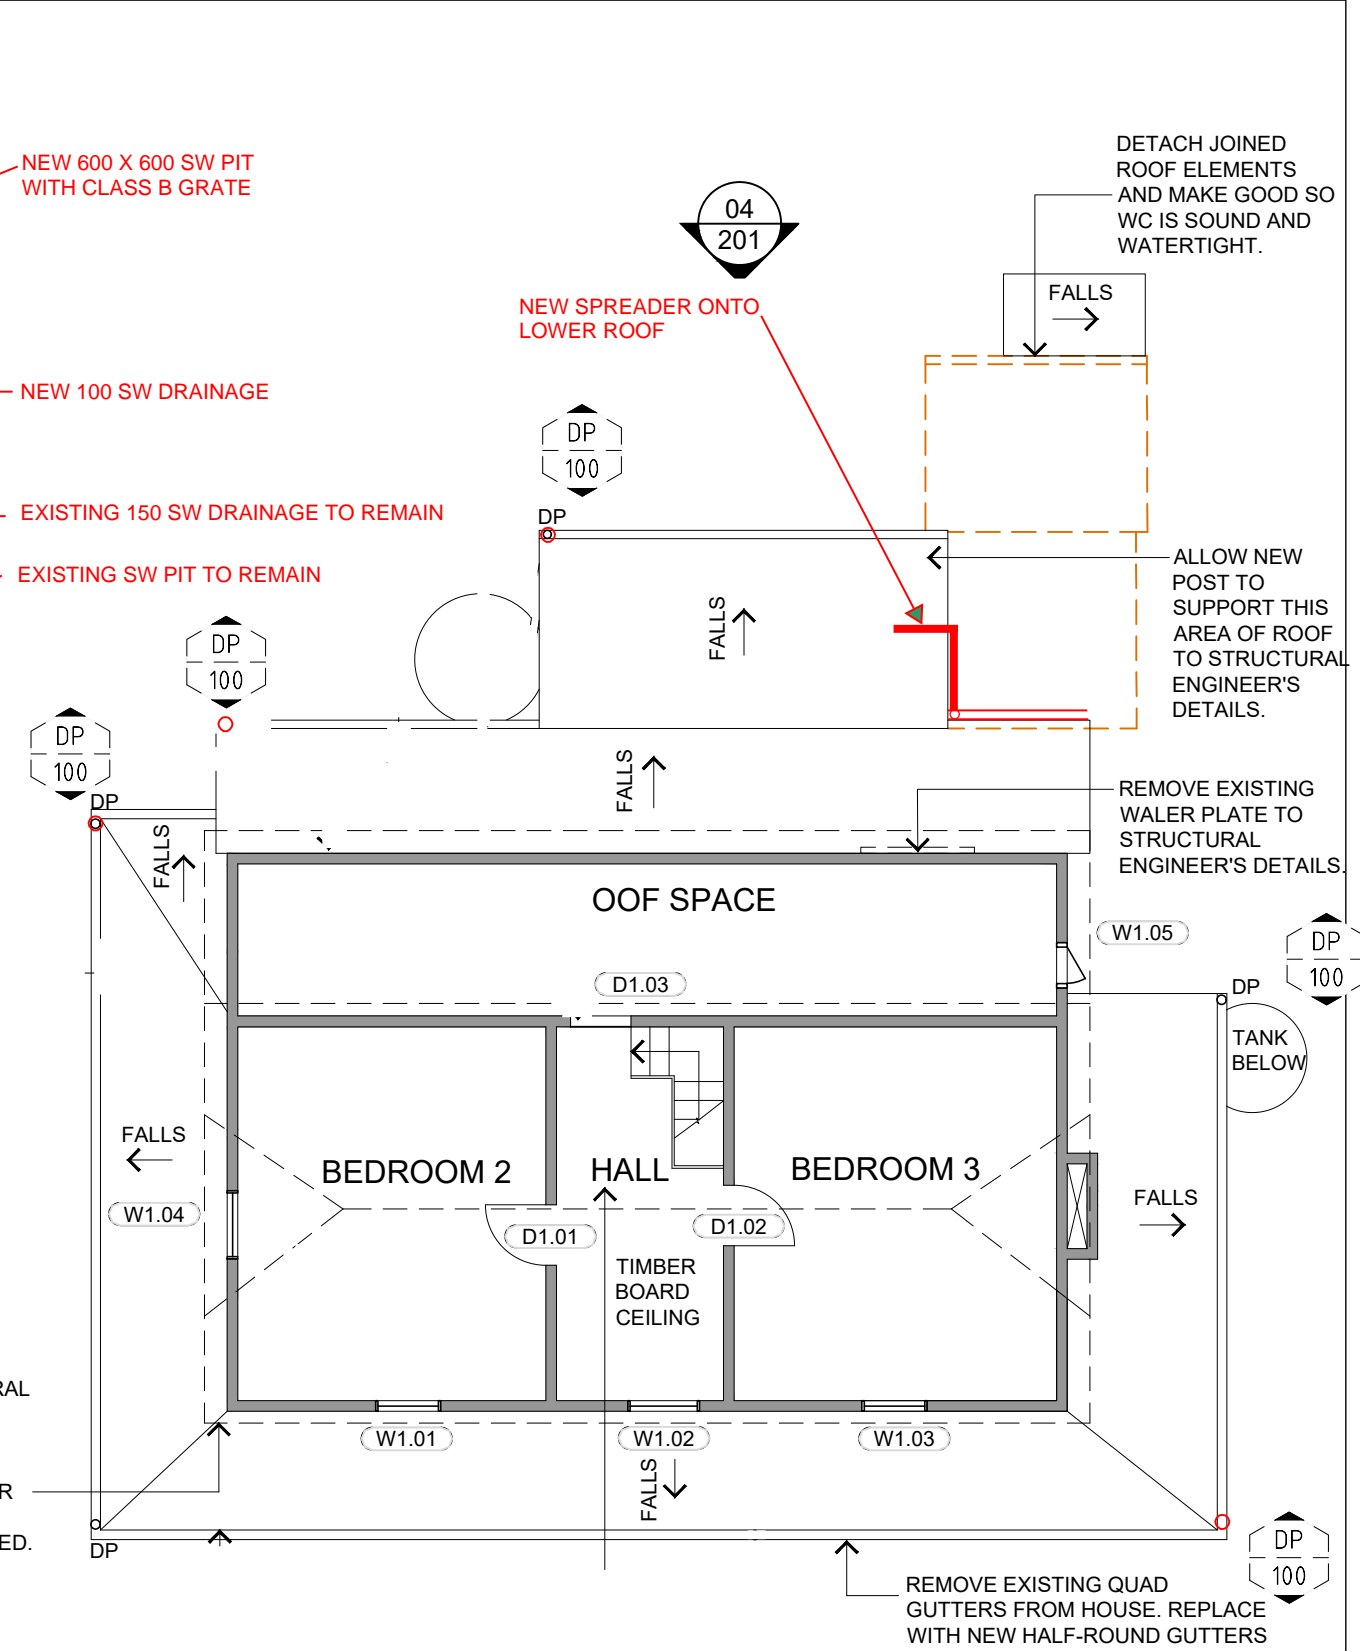 NEW 600 X 600 SW PIT
WITH CLASS B GRATE
DETACH JOINED
ROOF ELEMENTS
AND MAKE GOOD SO
WC IS SOUND AND
WATERTIGHT.
04
201
FALLS
NEW SPREADER ONTO
LOWER ROOF
NEW 100 SW DRAINAGE
DP
100
EXISTING 150 SW DRAINAGE TO REMAIN
DP
EXISTING SW PIT TO REMAIN
ALLOW NEW
POST TO
SUPPORT THIS
AREA OF ROOF
TO STRUCTURAL
ENGINEER'S
DETAILS.
FALLS
DP
100
DP
100
FALLS
DP
REMOVE EXISTING
WALER PLATE TO
STRUCTURAL
ENGINEER'S DETAILS.
FALLS
OOF SPACE
W1.05
DP
100
D1.03
DP
TANK
BELOW
FALLS
BEDROOM 2
HALL
BEDROOM 3
FALLS
W1.04
D1.01
D1.02
TIMBER
BOARD
CEILING
RAL
W1.01
W1.02
W1.03
FALLS
R
ED.
DP
DP
100
REMOVE EXISTING QUAD
GUTTERS FROM HOUSE. REPLACE
WITH NEW HALF-ROUND GUTTERS